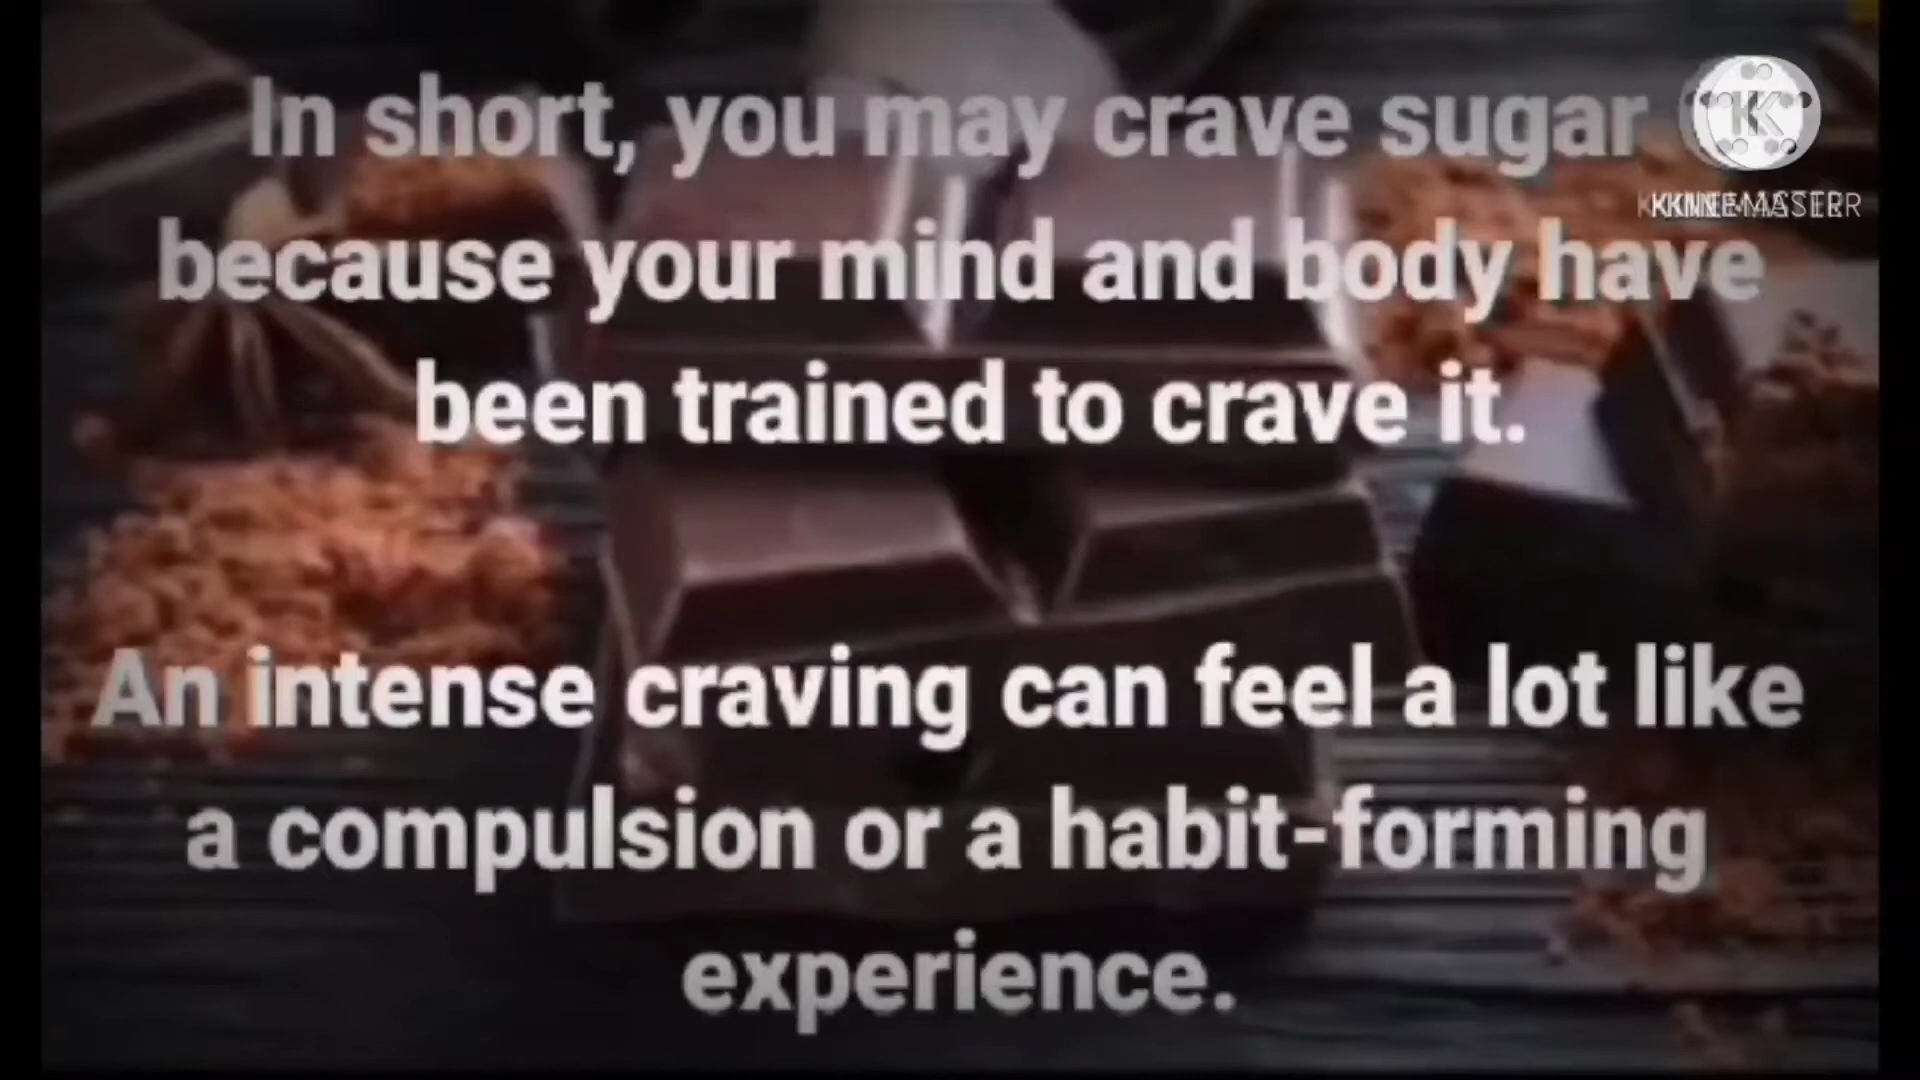 In short, you may crave sugar
because your mind and body have
been trained to crave it.
An intense craving can feel a lot like
a compulsion or a habit-forming
experience.